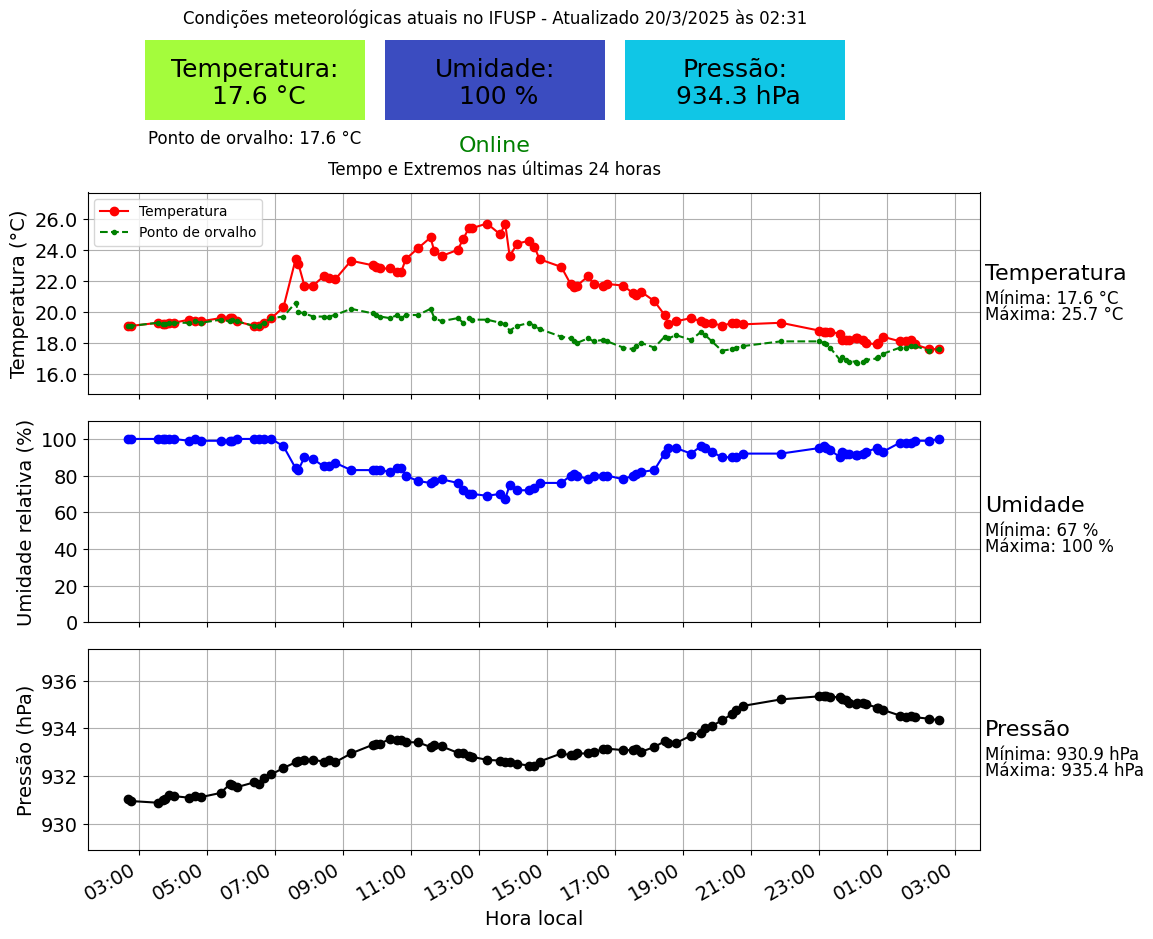 Condições meteorológicas atuais no IFUSP - Atualizado 20/3/2025 às 02:31
Temperatura:
17.6 °C
Umidade:
100 %
Pressão:
934.3 hPa
Ponto de orvalho: 17.6 °C
Online
Tempo e Extremos nas últimas 24 horas
Temperatura (°C)
26.0
24.0
22.0
20.0
18.0
16.0
Temperatura
Ponto de orvalho
Temperatura
Mínima: 17.6 °C
Máxima: 25.7 °C
Umidade relativa (%)
100
80
60
40
20
0
Umidade
Mínima: 67 %
Máxima: 100 %
Pressão (hPa)
936
934
932
930
Pressão
Mínima: 930.9 hPa
Máxima: 935.4 hPa
03:00 05:00 07:00 09:00 11:00 13:00 15:00 17:00 19:00 21:00 23:00 01:00 03:00
Hora local